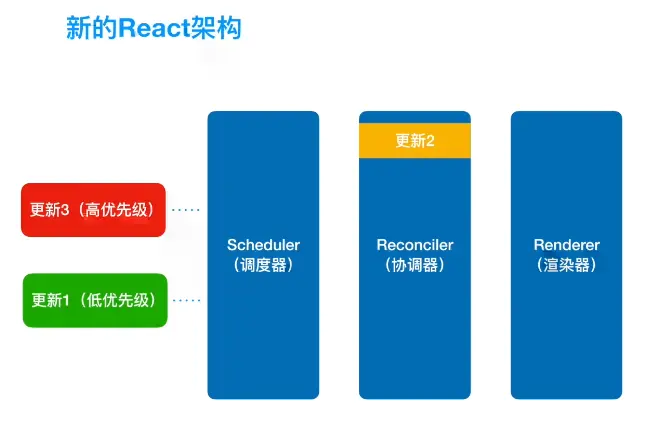 新的React架构
更新2
更新3（高优先级）
Scheduler
（调度器）
Reconciler
（协调器）
Renderer
（渲染器）
更新1（低优先级）